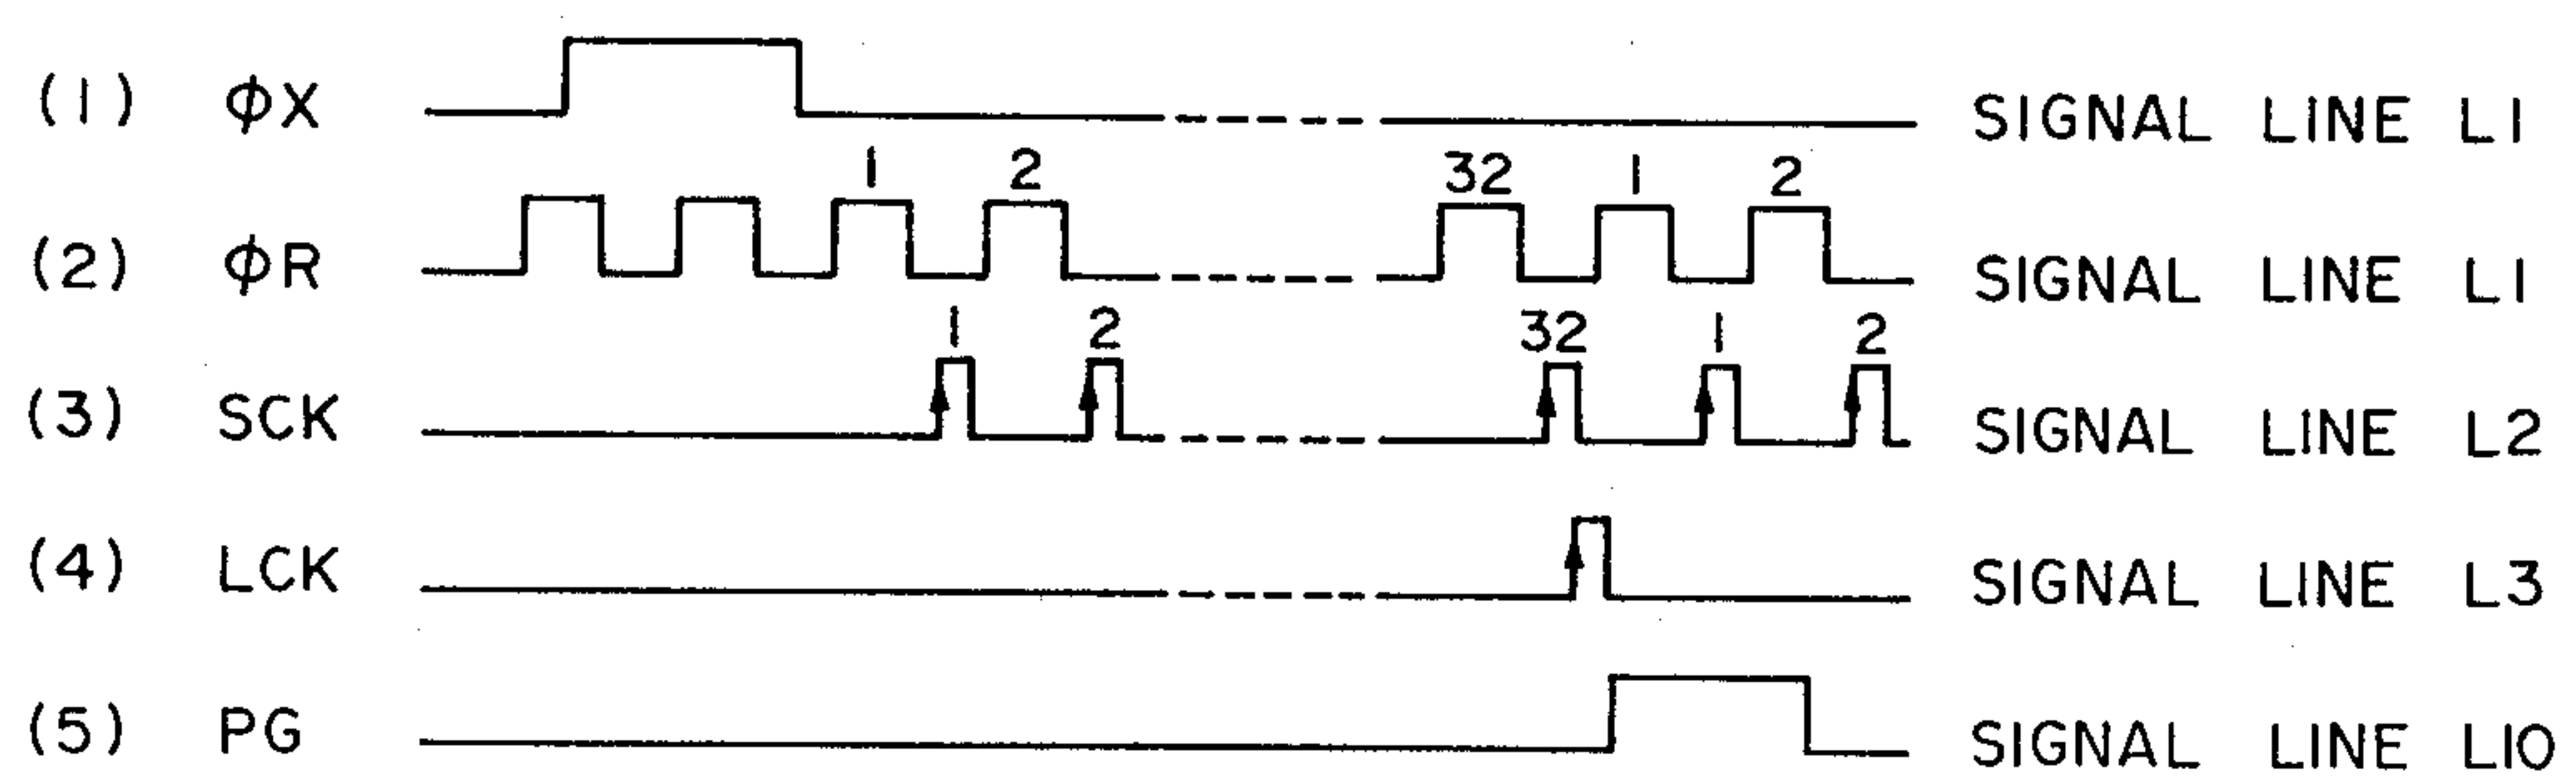 (1) ϕX SIGNAL LINE L1
1 2 32 1 2
(2) ϕR SIGNAL LINE L1
1 2 32 1 2
(3) SCK SIGNAL LINE L2
(4) LCK SIGNAL LINE L3
(5) PG SIGNAL LINE L10